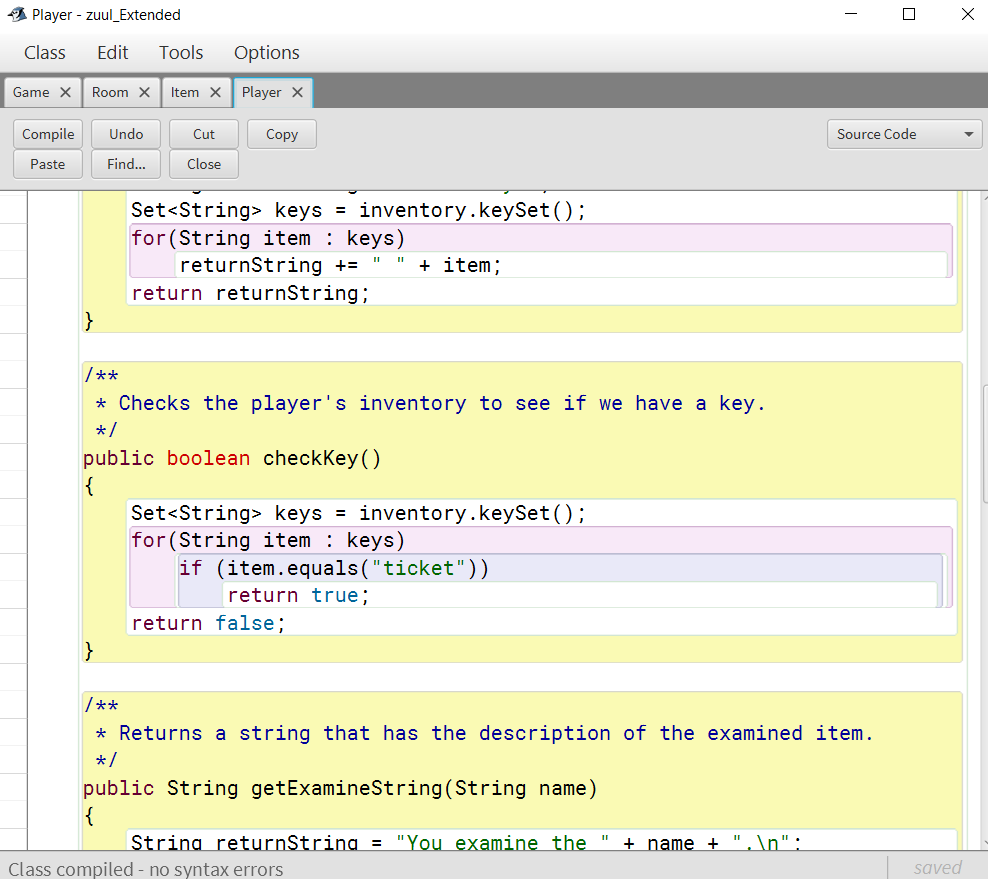 Player - zuul_Extended
Class Edit Tools Options
Game Room Item Player
Compile Undo Cut Copy Source Code
Paste Find... Close
Set<String> keys = inventory.keySet();
for(String item : keys)
returnString += " " + item;
return returnString;
}
/**
* Checks the player's inventory to see if we have a key.
*/
public boolean checkKey()
{
Set<String> keys = inventory.keySet();
for(String item : keys)
if (item.equals("ticket"))
return true;
return false;
}
/**
* Returns a string that has the description of the examined item.
*/
public String getExamineString(String name)
{
String returnString = "You examine the " + name + ".\n";
Class compiled - no syntax errors saved